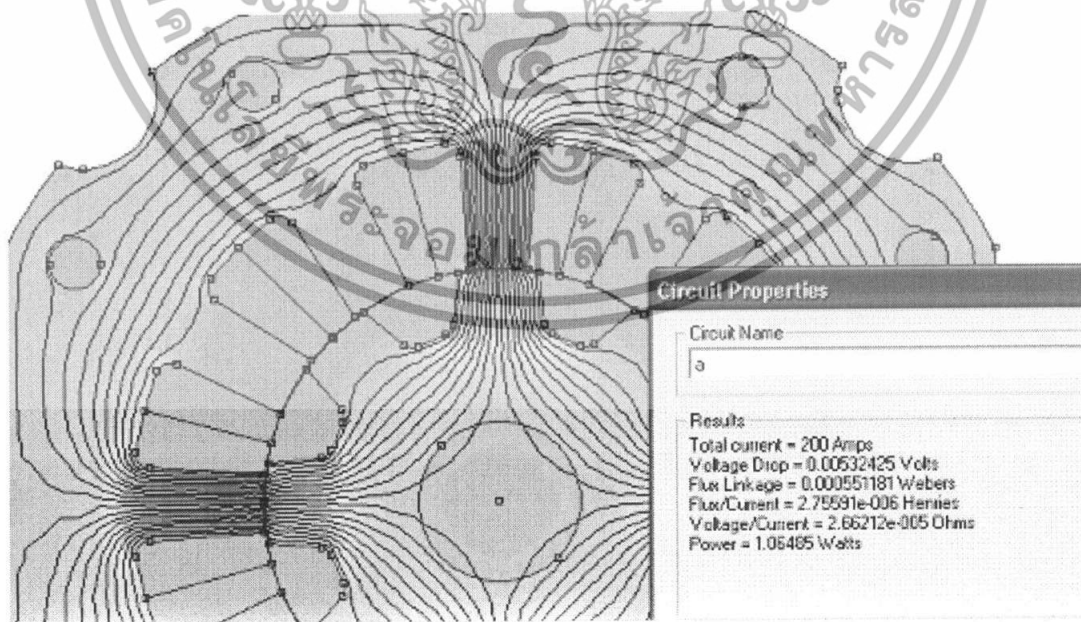 Circuit Properties
Circuit Name
a
Results
Total current = 200 Amps
Voltage Drop = 0.00532425 Volts
Flux Linkage = 0.000551181 Webers
Flux/Current = 2.75591e-006 Henries
Voltage/Current = 2.66212e-005 Ohms
Power = 1.06485 Watts